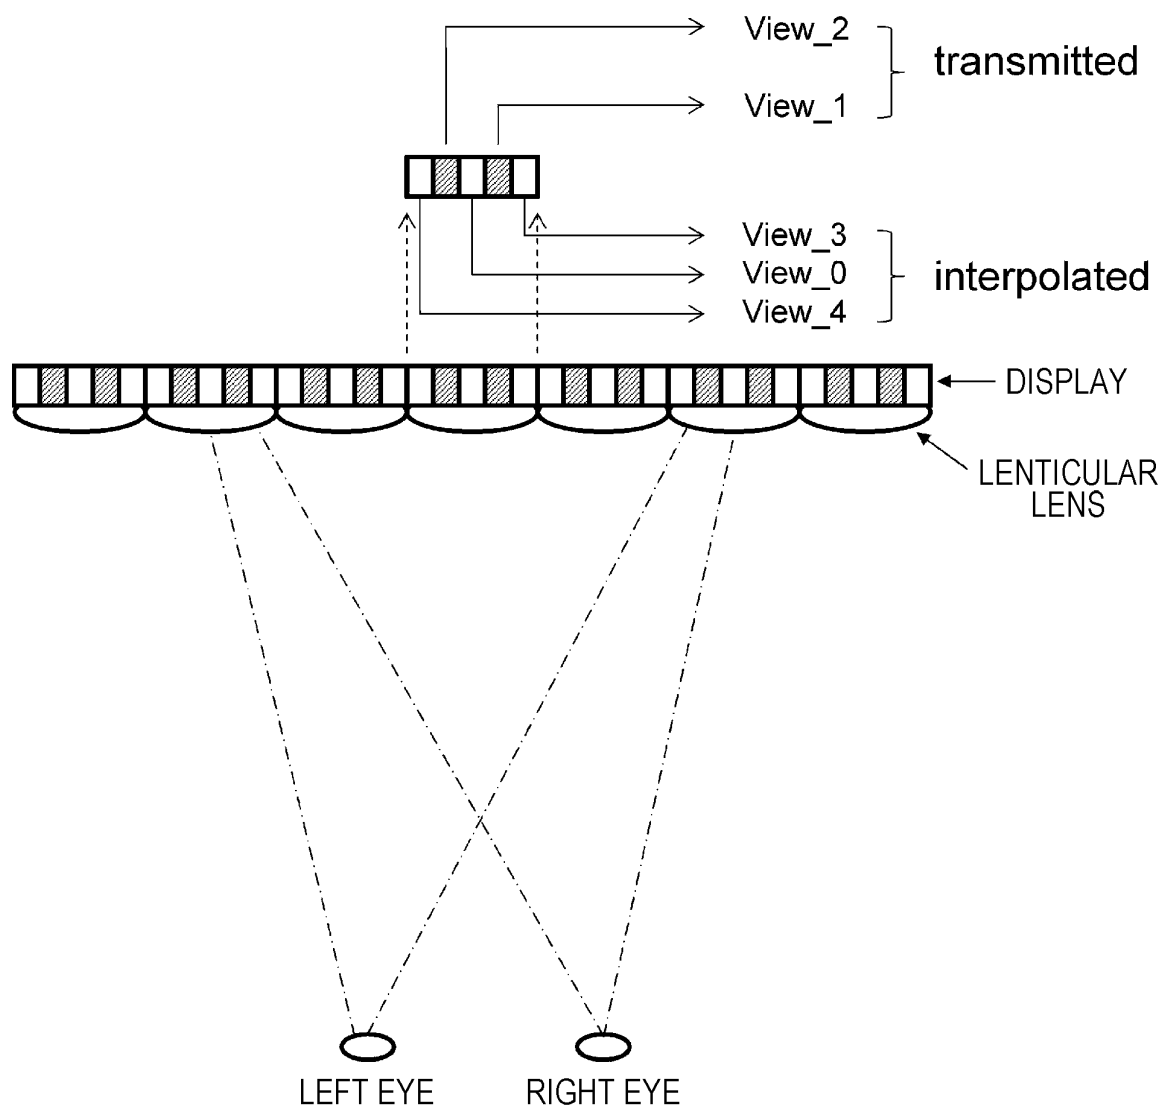 View_2
transmitted
View_1
View_3
View_0
interpolated
View_4
DISPLAY
LENTICULAR
LENS
LEFT EYE
RIGHT EYE